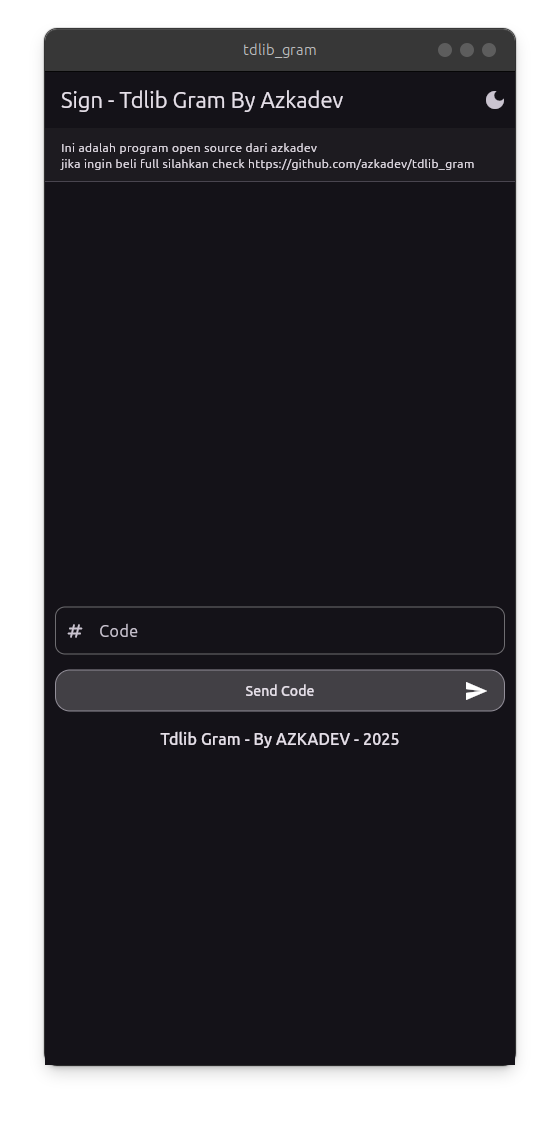 tdlib_gram
Sign - Tdlib Gram By Azkadev
Ini adalah program open source dari azkadev
jika ingin beli full silahkan check https://github.com/azkadev/tdlib_gram
# Code
Send Code
Tdlib Gram - By AZKADEV - 2025